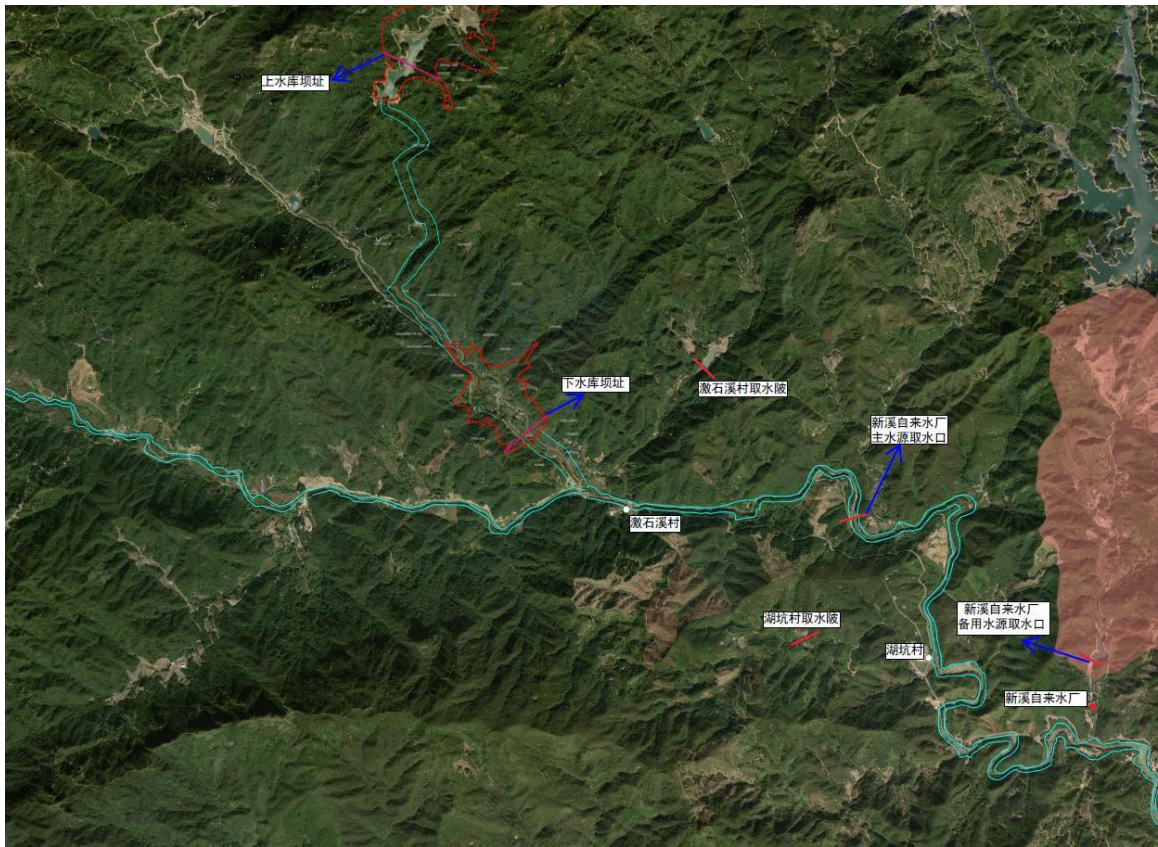 上水库坝址
下水库坝址
激石溪村取水陂
新溪自来水厂
主水源取水口
激石溪村
湖坑村取水陂
新溪自来水厂
备用水源取水口
湖坑村
新溪自来水厂